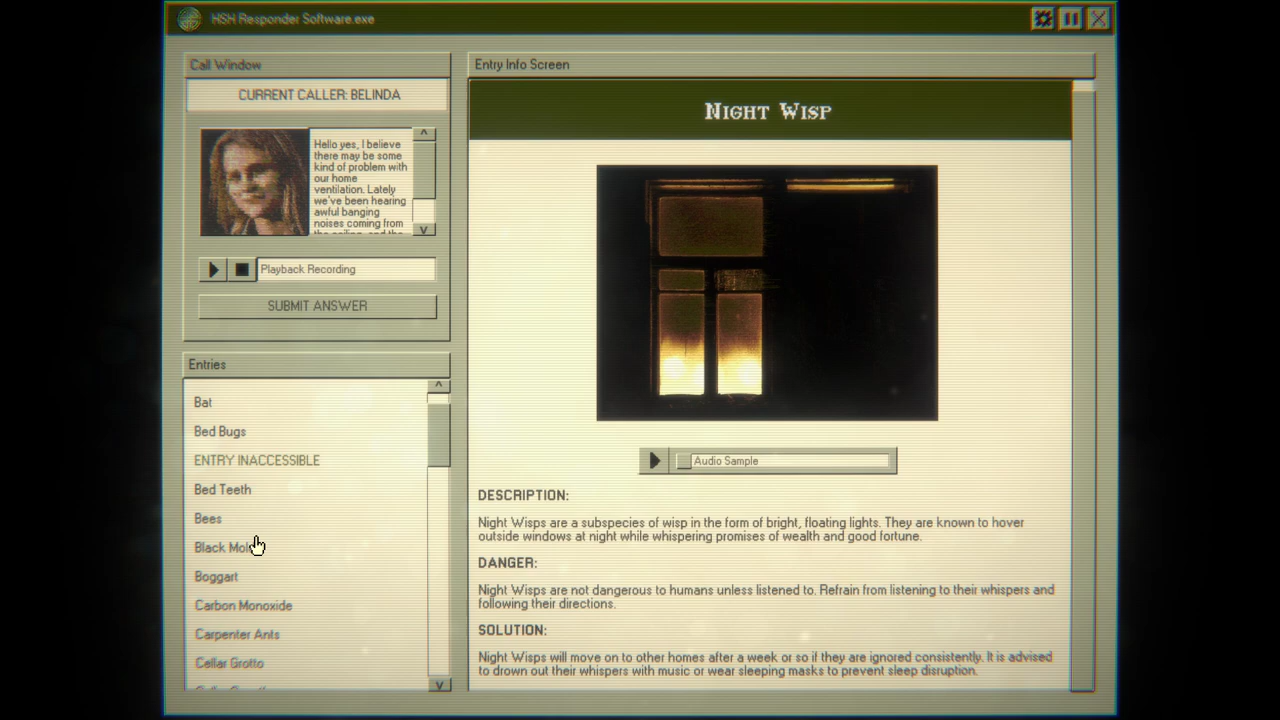 HSH Responder Software.exe
Call Window
CURRENT CALLER: BELINDA
Hello yes, I believe
there may be some
kind of problem with
our home
ventilation. Lately
we've been hearing
awful banging
noises coming from
the ceiling, and the
Playback Recording
SUBMIT ANSWER
Entries
Bat
Bed Bugs
ENTRY INACCESSIBLE
Bed Teeth
Bees
Black
Boggart
Carbon Monoxide
Carpenter Ants
Cellar Grotto
Entry Info Screen
Night Wisp
Audio Sample
DESCRIPTION:
Night Wisps are a subspecies of wisp in the form of bright, floating lights. They are known to hover
outside windows at night while whispering promises of wealth and good fortune.
DANGER:
Night Wisps are not dangerous to humans unless listened to. Refrain from listening to their whispers and
following their directions.
SOLUTION:
Night Wisps will move on to other homes after a week or so if they are ignored consistently. It is advised
to drown out their whispers with music or wear sleeping masks to prevent sleep disruption.